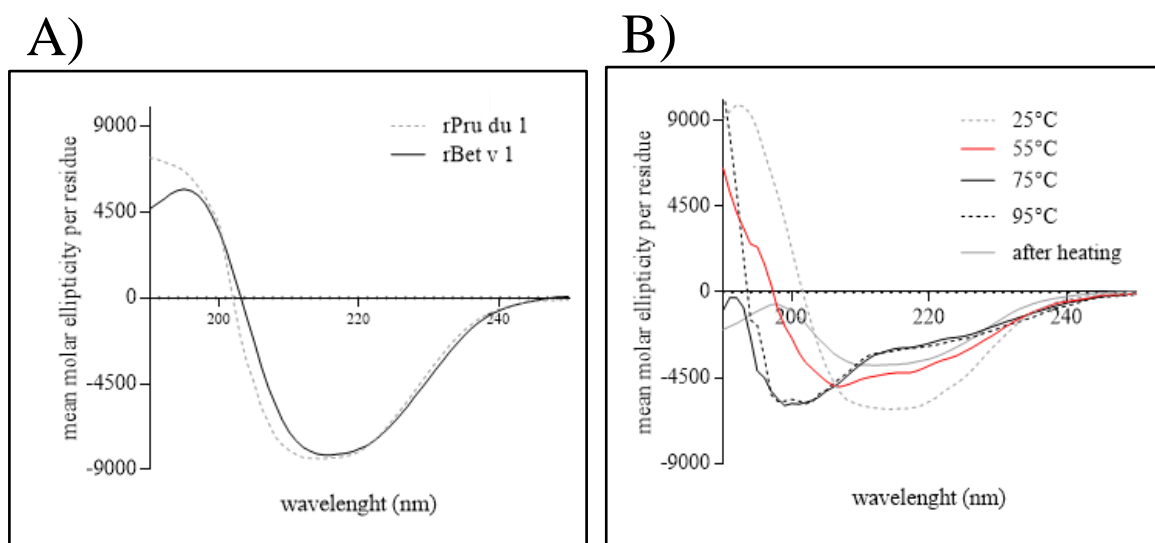 A)
9000
4500
0
-4500
-9000
200
220
240
rPru du 1
rBet v 1
mean molar ellipticity per residue
wavelenght (nm)
B)
9000
4500
0
-4500
-9000
200
220
240
25°C
55°C
75°C
95°C
after heating
mean molar ellipticity per residue
wavelenght (nm)